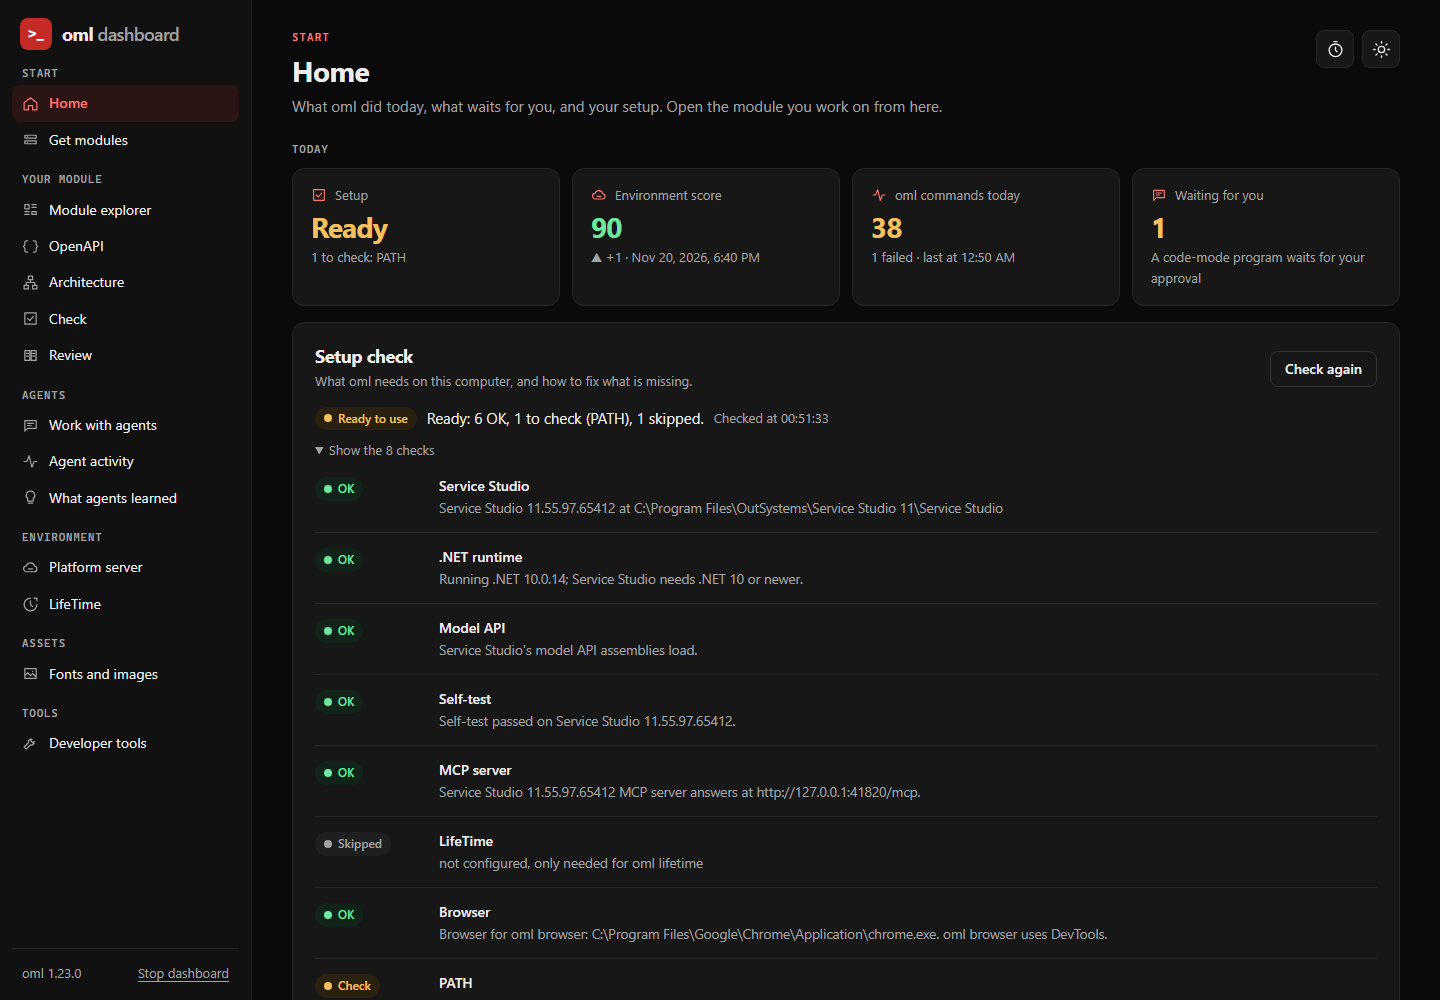 >_ oml dashboard
START
Home
Get modules
YOUR MODULE
Module explorer
OpenAPI
Architecture
Check
Review
AGENTS
Work with agents
Agent activity
What agents learned
ENVIRONMENT
Platform server
LifeTime
ASSETS
Fonts and images
TOOLS
Developer tools
oml 1.23.0
Stop dashboard
START
Home
What oml did today, what waits for you, and your setup. Open the module you work on from here.
TODAY
Setup
Ready
1 to check: PATH
Environment score
90
▲ +1 · Nov 20, 2026, 6:40 PM
oml commands today
38
1 failed · last at 12:50 AM
Waiting for you
1
A code-mode program waits for your
approval
Setup check
What oml needs on this computer, and how to fix what is missing.
Check again
Ready to use Ready: 6 OK, 1 to check (PATH), 1 skipped. Checked at 00:51:33
▼ Show the 8 checks
OK Service Studio
Service Studio 11.55.97.65412 at C:\Program Files\OutSystems\Service Studio 11\Service Studio
OK .NET runtime
Running .NET 10.0.14; Service Studio needs .NET 10 or newer.
OK Model API
Service Studio's model API assemblies load.
OK Self-test
Self-test passed on Service Studio 11.55.97.65412.
OK MCP server
Service Studio 11.55.97.65412 MCP server answers at http://127.0.0.1:41820/mcp.
Skipped LifeTime
not configured, only needed for oml lifetime
OK Browser
Browser for oml browser: C:\Program Files\Google\Chrome\Application\chrome.exe. oml browser uses DevTools.
Check PATH